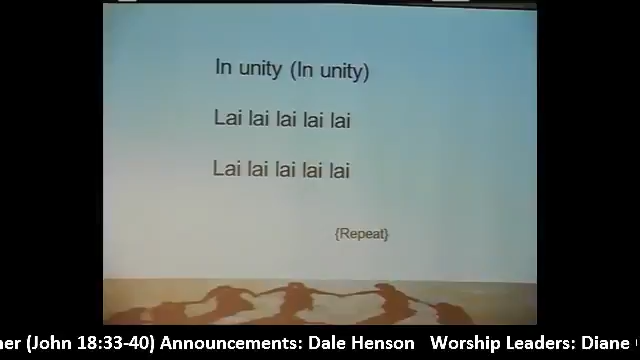 In unity (In unity)
Lai lai lai lai lai
Lai lai lai lai lai
{Repeat}
(John 18:33-40) Announcements: Dale Henson Worship Leaders: Diane